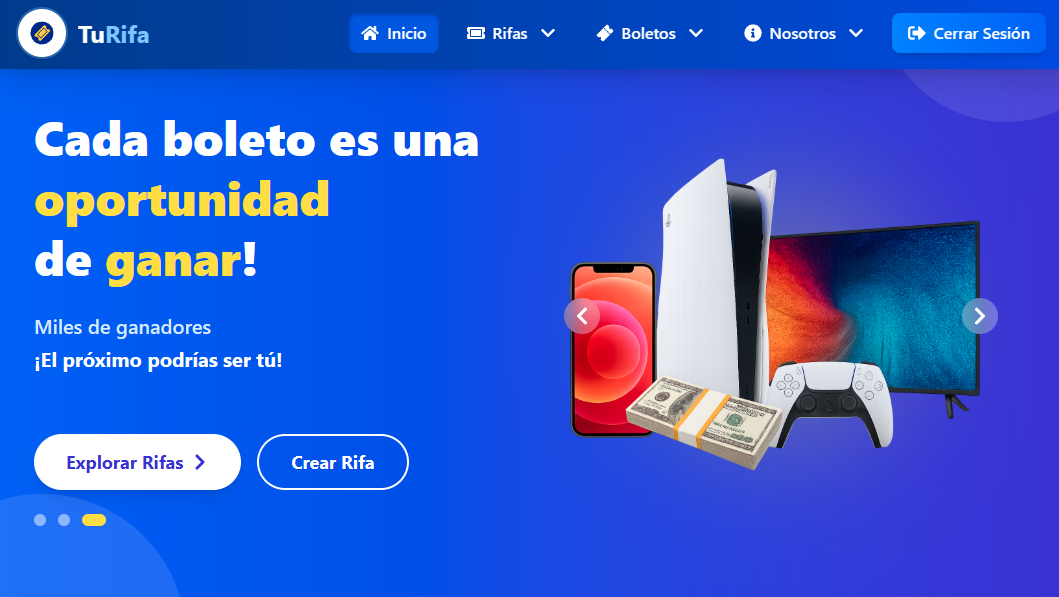 TuRifa
Inicio
Rifas
Boletos
Nosotros
Cerrar Sesión
Cada boleto es una
oportunidad
de ganar!
Miles de ganadores
¡El próximo podrías ser tú!
Explorar Rifas
Crear Rifa